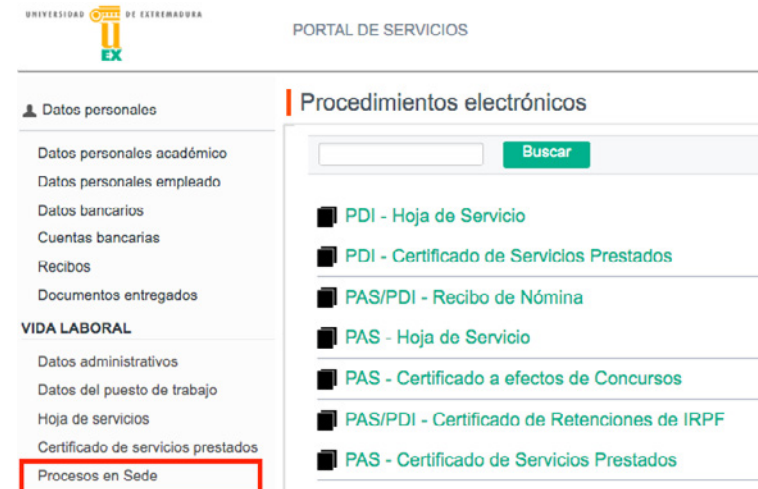 UNIVERSIDAD DE EXTREMADURA
UEX
PORTAL DE SERVICIOS
Datos personales
Datos personales académico
Datos personales empleado
Datos bancarios
Cuentas bancarias
Recibos
Documentos entregados
VIDA LABORAL
Datos administrativos
Datos del puesto de trabajo
Hoja de servicios
Certificado de servicios prestados
Procesos en Sede
Procedimientos electrónicos
Buscar
PDI - Hoja de Servicio
PDI - Certificado de Servicios Prestados
PAS/PDI - Recibo de Nómina
PAS - Hoja de Servicio
PAS - Certificado a efectos de Concursos
PAS/PDI - Certificado de Retenciones de IRPF
PAS - Certificado de Servicios Prestados